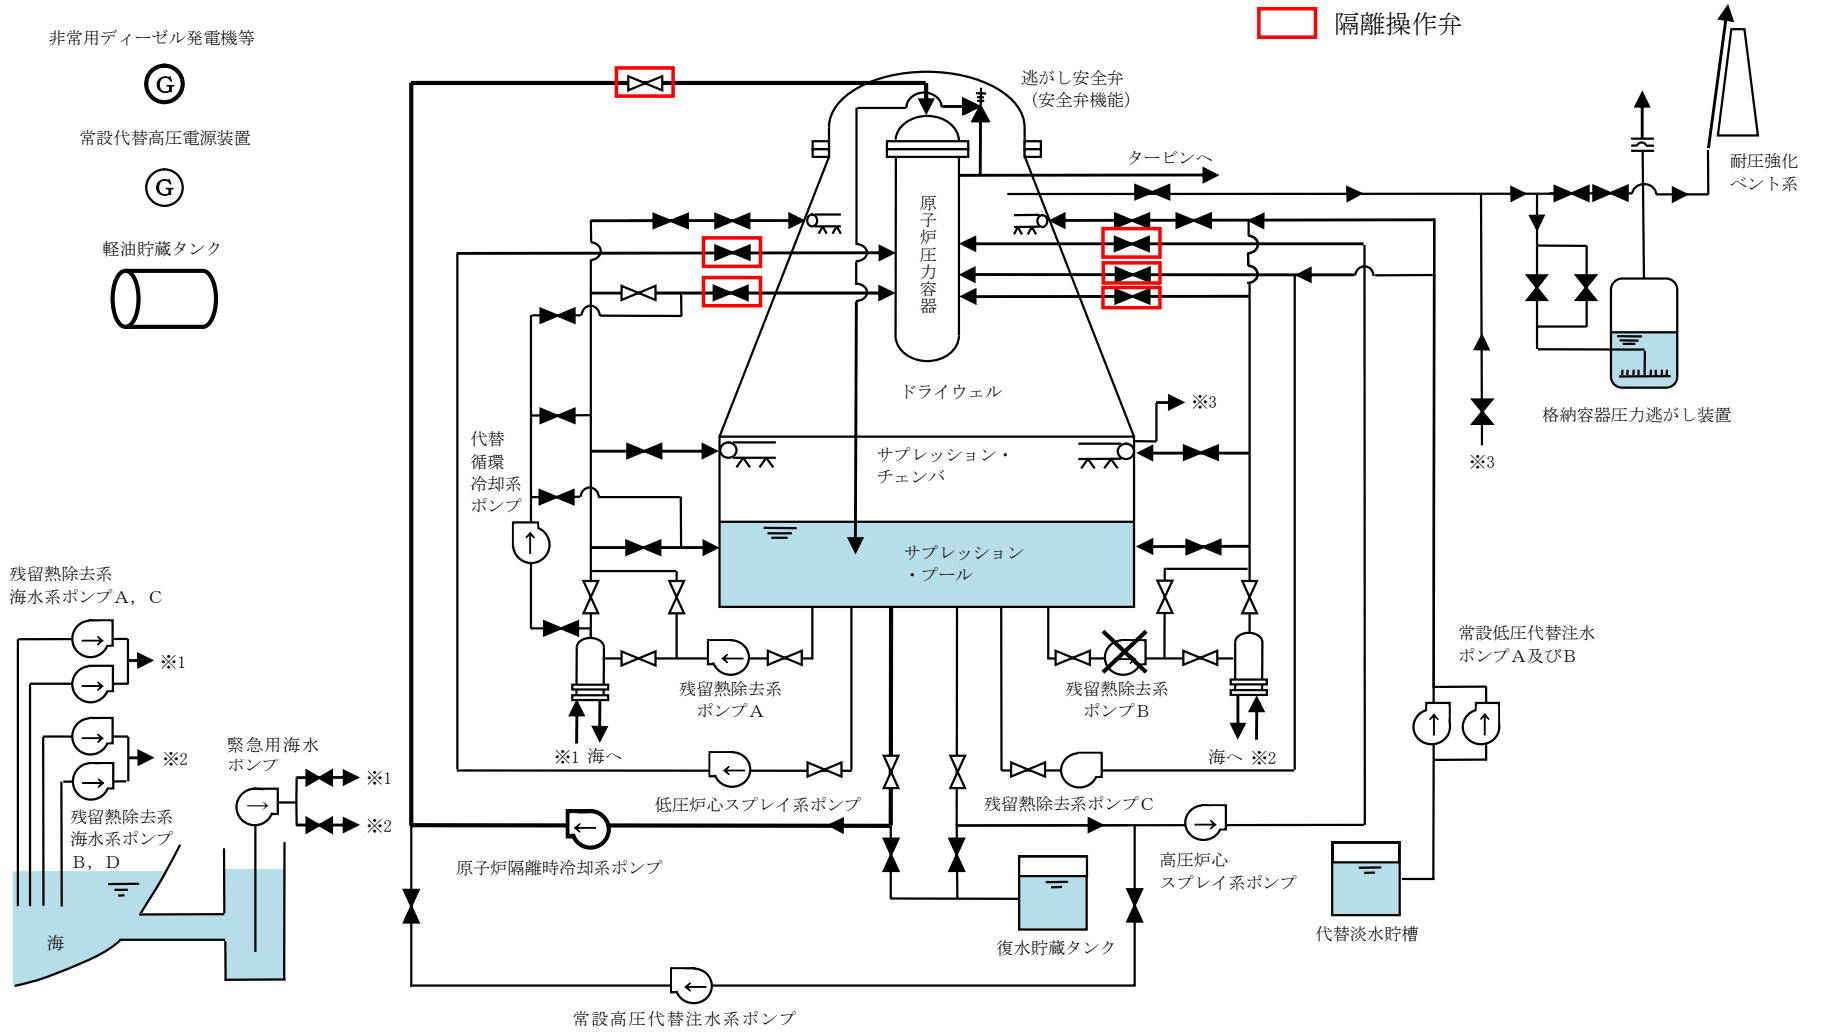 隔離操作弁
非常用ディーゼル発電機等
G
常設代替高圧電源装置
G
軽油貯蔵タンク
逃がし安全弁
（安全弁機能）
タービンへ
耐圧強化
ベント系
原子炉圧力容器
ドライウェル
※3
格納容器圧力逃がし装置
※3
代替
循環
冷却系
ポンプ
サプレッション・
チェンバ
サプレッション
・プール
残留熱除去系
海水系ポンプA，C
※1
※2
残留熱除去系
海水系ポンプ
B，D
緊急用海水
ポンプ
※1
※2
海
残留熱除去系
ポンプA
※1 海へ
残留熱除去系
ポンプB
海へ ※2
常設低圧代替注水
ポンプA及びB
低圧炉心スプレイ系ポンプ
残留熱除去系ポンプC
原子炉隔離時冷却系ポンプ
高圧炉心
スプレイ系ポンプ
復水貯蔵タンク
代替淡水貯槽
常設高圧代替注水系ポンプ